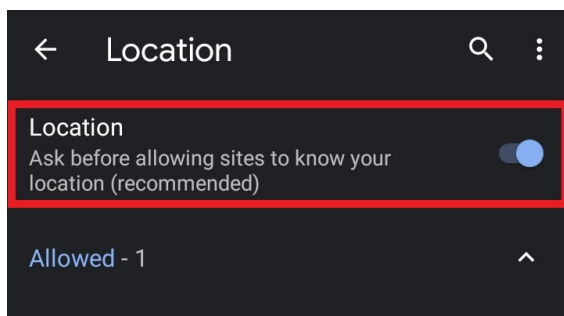 Location
Location
Ask before allowing sites to know your
location (recommended)
Allowed - 1